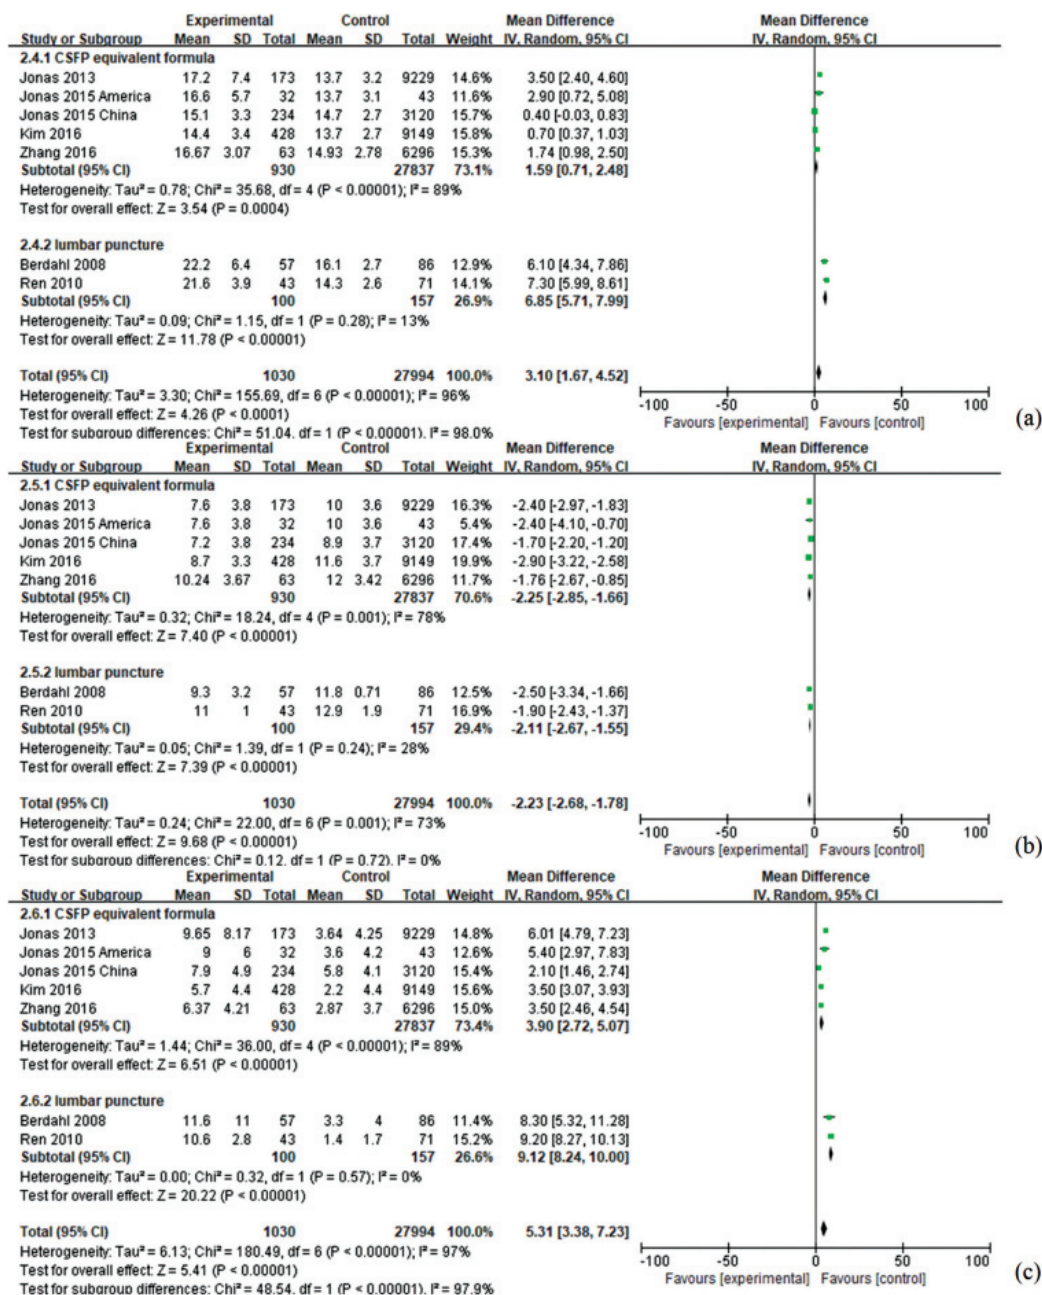 Experimental Control Mean Difference Mean Difference
Study or Subgroup Mean SD Total Mean SD Total Weight IV, Random, 95% CI IV, Random, 95% CI
2.4.1 CSFP equivalent formula
Jonas 2013 17.2 7.4 173 13.7 3.2 9229 14.6% 3.50 [2.40, 4.60]
Jonas 2015 America 16.6 5.7 32 13.7 3.1 43 11.6% 2.90 [0.72, 5.08]
Jonas 2015 China 15.1 3.3 234 14.7 2.7 3120 15.7% 0.40 [-0.03, 0.83]
Kim 2016 14.4 3.4 428 13.7 2.7 9149 15.8% 0.70 [0.37, 1.03]
Zhang 2016 16.67 3.07 63 14.93 2.78 6296 15.3% 1.74 [0.98, 2.50]
Subtotal (95% CI) 930 27837 73.1% 1.59 [0.71, 2.48]
Heterogeneity: Tau² = 0.78; Chi² = 35.68, df = 4 (P < 0.00001); I² = 89%
Test for overall effect: Z = 3.54 (P = 0.0004)
2.4.2 lumbar puncture
Berdahl 2008 22.2 6.4 57 16.1 2.7 86 12.9% 6.10 [4.34, 7.86]
Ren 2010 21.6 3.9 43 14.3 2.6 71 14.1% 7.30 [5.99, 8.61]
Subtotal (95% CI) 100 157 26.9% 6.85 [5.71, 7.99]
Heterogeneity: Tau² = 0.09; Chi² = 1.15, df = 1 (P = 0.28); I² = 13%
Test for overall effect: Z = 11.78 (P < 0.00001)
Total (95% CI) 1030 27994 100.0% 3.10 [1.67, 4.52]
Heterogeneity: Tau² = 3.30; Chi² = 155.69, df = 6 (P < 0.00001); I² = 96%
Test for overall effect: Z = 4.26 (P < 0.0001)
Test for subgroup differences: Chi² = 51.04, df = 1 (P < 0.00001), I² = 98.0%
-100 -50 0 50 100
Favours [experimental] Favours [control]
(a)
Experimental Control Mean Difference Mean Difference
Study or Subgroup Mean SD Total Mean SD Total Weight IV, Random, 95% CI IV, Random, 95% CI
2.5.1 CSFP equivalent formula
Jonas 2013 7.6 3.8 173 10 3.6 9229 16.3% -2.40 [-2.97, -1.83]
Jonas 2015 America 7.6 3.8 32 10 3.6 43 5.4% -2.40 [-4.10, -0.70]
Jonas 2015 China 7.2 3.8 234 8.9 3.7 3120 17.4% -1.70 [-2.20, -1.20]
Kim 2016 8.7 3.3 428 11.6 3.7 9149 19.9% -2.90 [-3.22, -2.58]
Zhang 2016 10.24 3.67 63 12 3.42 6296 11.7% -1.76 [-2.67, -0.85]
Subtotal (95% CI) 930 27837 70.6% -2.25 [-2.85, -1.66]
Heterogeneity: Tau² = 0.32; Chi² = 18.24, df = 4 (P = 0.001); I² = 78%
Test for overall effect: Z = 7.40 (P < 0.00001)
2.5.2 lumbar puncture
Berdahl 2008 9.3 3.2 57 11.8 0.71 86 12.5% -2.50 [-3.34, -1.66]
Ren 2010 11 1 43 12.9 1.9 71 16.9% -1.90 [-2.43, -1.37]
Subtotal (95% CI) 100 157 29.4% -2.11 [-2.67, -1.55]
Heterogeneity: Tau² = 0.05; Chi² = 1.39, df = 1 (P = 0.24); I² = 28%
Test for overall effect: Z = 7.39 (P < 0.00001)
Total (95% CI) 1030 27994 100.0% -2.23 [-2.68, -1.78]
Heterogeneity: Tau² = 0.24; Chi² = 22.00, df = 6 (P = 0.001); I² = 73%
Test for overall effect: Z = 9.68 (P < 0.00001)
Test for subgroup differences: Chi² = 0.12, df = 1 (P = 0.72), I² = 0%
-100 -50 0 50 100
Favours [experimental] Favours [control]
(b)
Experimental Control Mean Difference Mean Difference
Study or Subgroup Mean SD Total Mean SD Total Weight IV, Random, 95% CI IV, Random, 95% CI
2.6.1 CSFP equivalent formula
Jonas 2013 9.65 8.17 173 3.64 4.25 9229 14.8% 6.01 [4.79, 7.23]
Jonas 2015 America 9 6 32 3.6 4.2 43 12.6% 5.40 [2.97, 7.83]
Jonas 2015 China 7.9 4.9 234 5.8 4.1 3120 15.4% 2.10 [1.46, 2.74]
Kim 2016 5.7 4.4 428 2.2 4.4 9149 15.6% 3.50 [3.07, 3.93]
Zhang 2016 6.37 4.21 63 2.87 3.7 6296 15.0% 3.50 [2.46, 4.54]
Subtotal (95% CI) 930 27837 73.4% 3.90 [2.72, 5.07]
Heterogeneity: Tau² = 1.44; Chi² = 36.00, df = 4 (P < 0.00001); I² = 89%
Test for overall effect: Z = 6.51 (P < 0.00001)
2.6.2 lumbar puncture
Berdahl 2008 11.6 11 57 3.3 4 86 11.4% 8.30 [5.32, 11.28]
Ren 2010 10.6 2.8 43 1.4 1.7 71 15.2% 9.20 [8.27, 10.13]
Subtotal (95% CI) 100 157 26.6% 9.12 [8.24, 10.00]
Heterogeneity: Tau² = 0.00; Chi² = 0.32, df = 1 (P = 0.57); I² = 0%
Test for overall effect: Z = 20.22 (P < 0.00001)
Total (95% CI) 1030 27994 100.0% 5.31 [3.38, 7.23]
Heterogeneity: Tau² = 6.13; Chi² = 180.49, df = 6 (P < 0.00001); I² = 97%
Test for overall effect: Z = 5.41 (P < 0.00001)
Test for subgroup differences: Chi² = 48.54, df = 1 (P < 0.00001), I² = 97.9%
-100 -50 0 50 100
Favours [experimental] Favours [control]
(c)